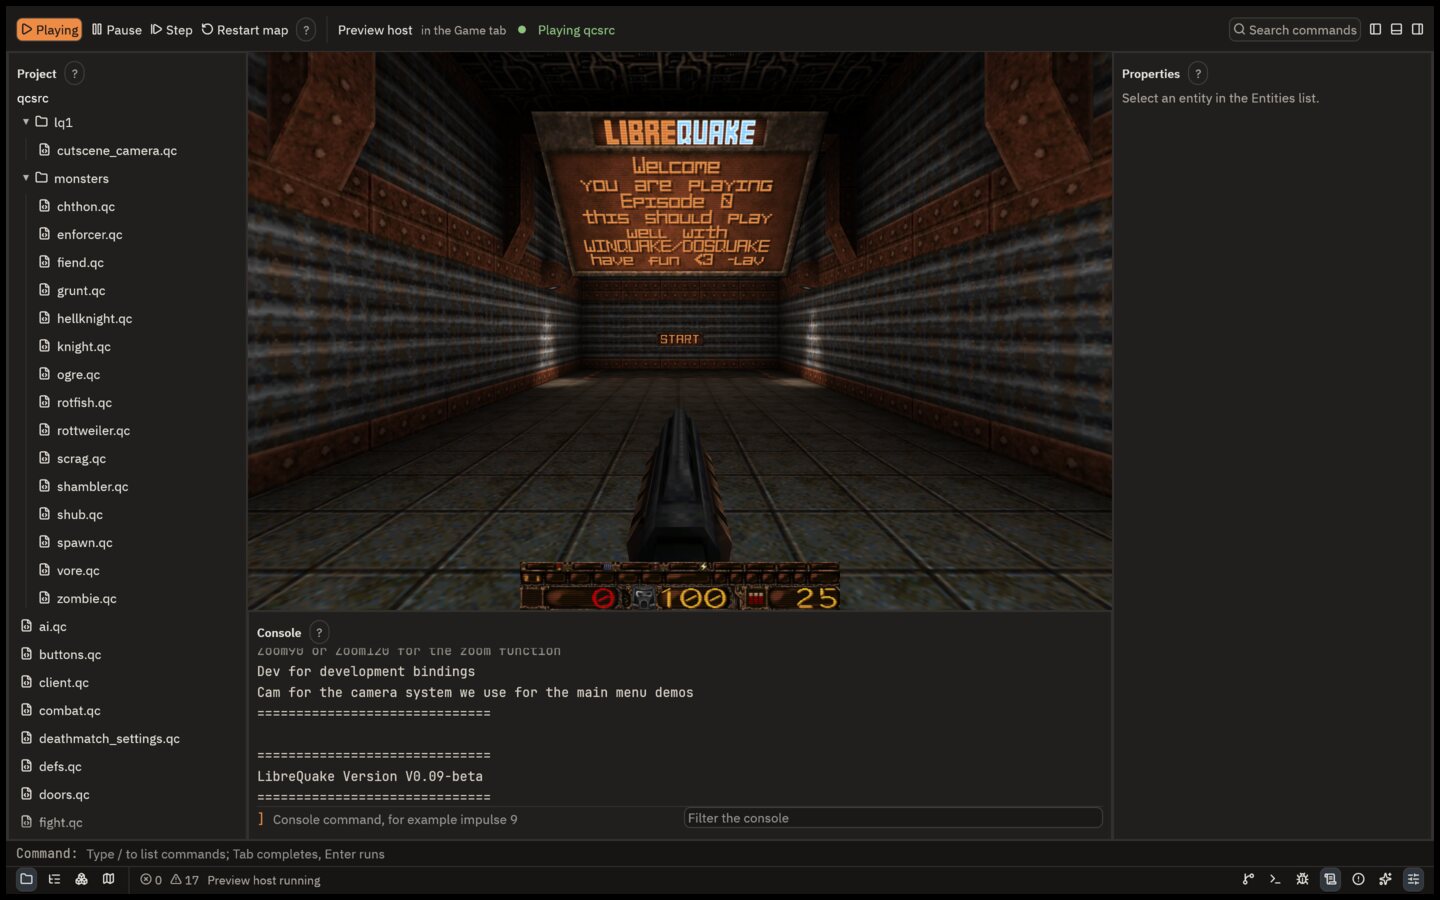 Playing Pause Step Restart map ? Preview host in the Game tab Playing qcsrc Search commands
Project ?
qcsrc
lq1
cutscene_camera.qc
monsters
chthon.qc
enforcer.qc
fiend.qc
grunt.qc
hellknight.qc
knight.qc
ogre.qc
rotfish.qc
rottweiler.qc
scrag.qc
shambler.qc
shub.qc
spawn.qc
vore.qc
zombie.qc
ai.qc
buttons.qc
client.qc
combat.qc
deathmatch_settings.qc
defs.qc
doors.qc
fight.qc
LIBREQUAKE
Welcome
you are playing
Episode 0
this should play
well with
WINQUAKE/DOSQUAKE
have fun <3 -lav
START
0 100 25
Console ?
Zoom90 or Zoom120 for the zoom function
Dev for development bindings
Cam for the camera system we use for the main menu demos
==============================
==============================
LibreQuake Version V0.09-beta
==============================
] Console command, for example impulse 9 Filter the console
Properties ?
Select an entity in the Entities list.
Command: Type / to list commands; Tab completes, Enter runs
0 17 Preview host running